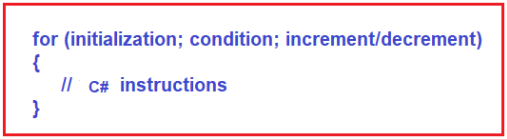 for (initialization; condition; increment/decrement)
{
// C# instructions
}